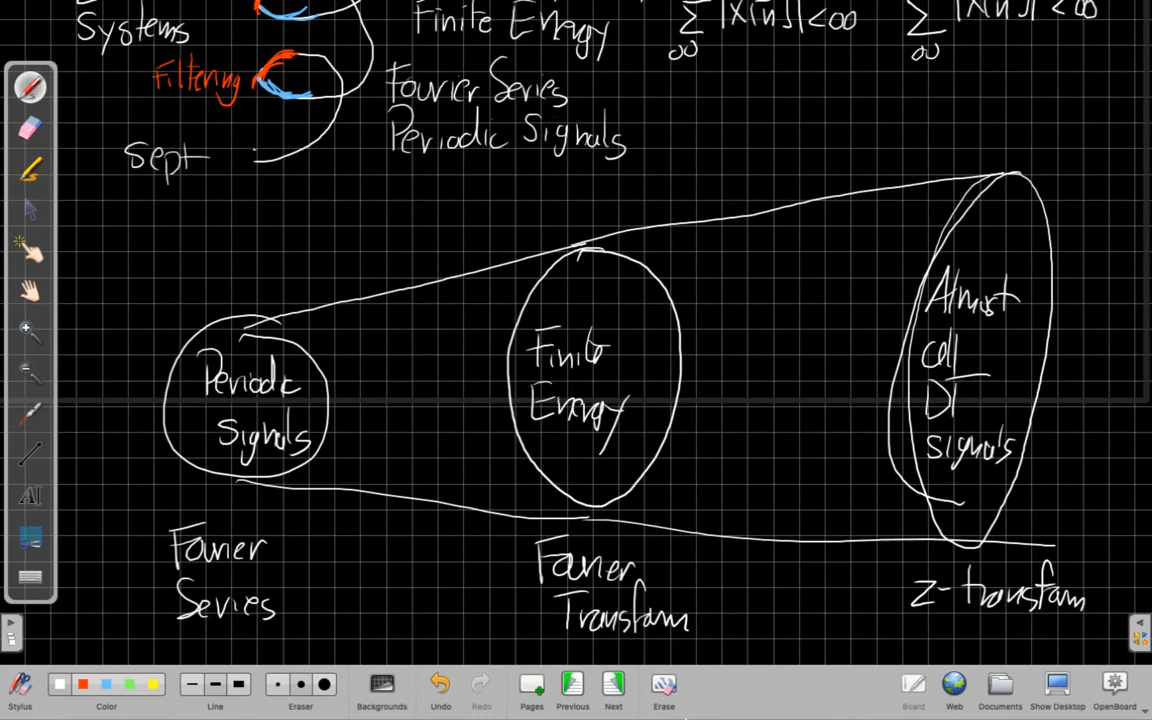 Systems
Finite Energy
∑ |X[n]| < ∞
∑ |X[n]| < ∞
Filtering
Fourier Series
Periodic Signals
Sept
Periodic
Signals
Finite
Energy
Almost
all
DT
signals
Fourier
Series
Fourier
Transform
Z-transform
AI
Stylus
Color
Line
Eraser
Backgrounds
Undo
Redo
Pages
Previous
Next
Erase
Board
Web
Documents
Show Desktop
OpenBoard